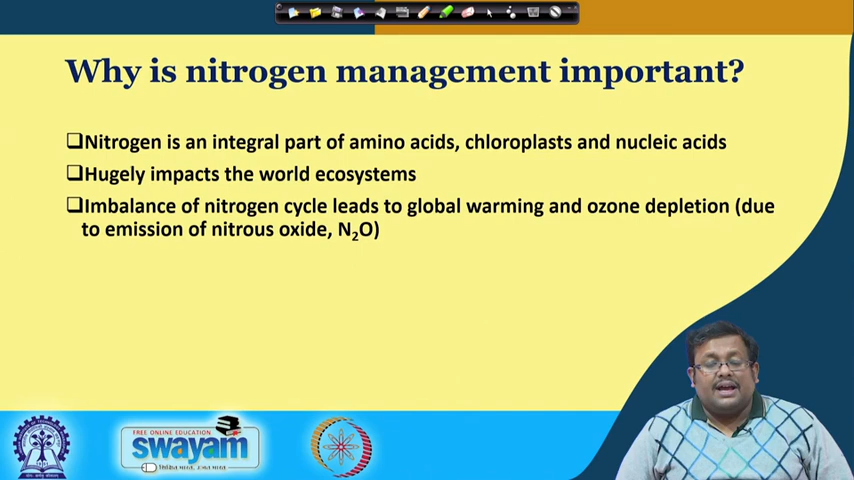 Why is nitrogen management important?
❑Nitrogen is an integral part of amino acids, chloroplasts and nucleic acids
❑Hugely impacts the world ecosystems
❑Imbalance of nitrogen cycle leads to global warming and ozone depletion (due
to emission of nitrous oxide, N₂O)
FREE ONLINE EDUCATION
swayam